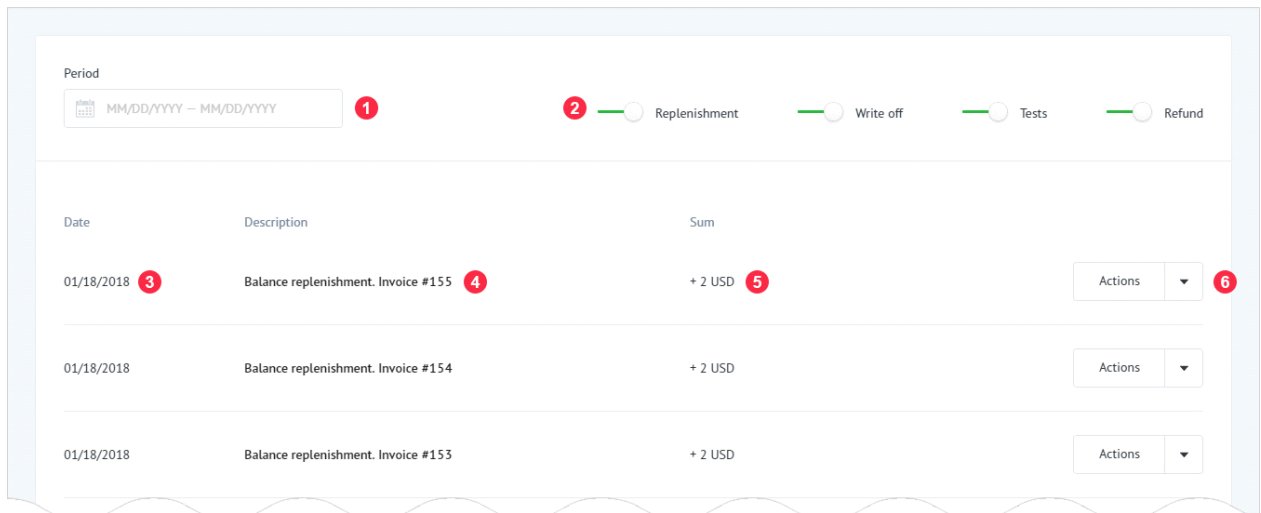 Period
MM/DD/YYYY — MM/DD/YYYY 1 2 Replenishment Write off Tests Refund
Date Description Sum
01/18/2018 3 Balance replenishment. Invoice #155 4 + 2 USD 5 Actions 6
01/18/2018 Balance replenishment. Invoice #154 + 2 USD Actions
01/18/2018 Balance replenishment. Invoice #153 + 2 USD Actions